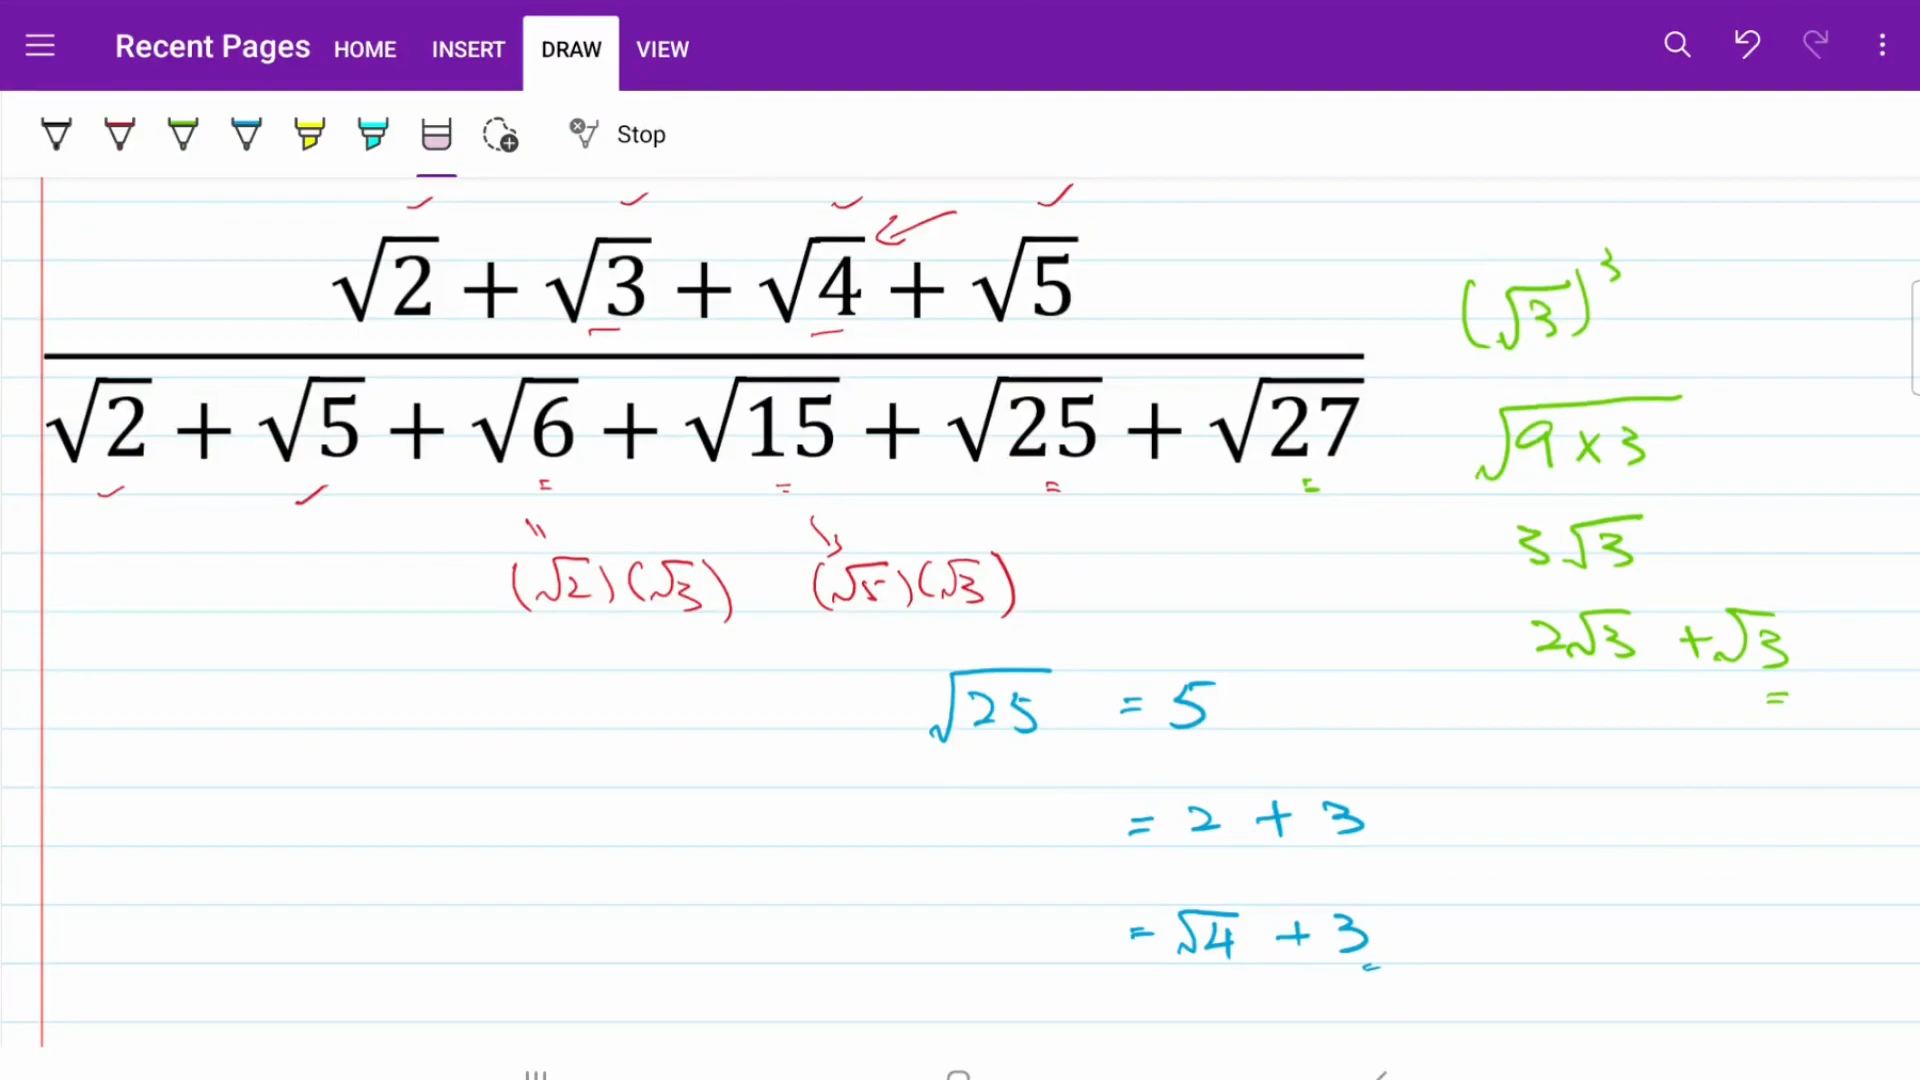 Recent Pages HOME INSERT DRAW VIEW
Stop
√2 + √3 + √4 + √5
√2 + √5 + √6 + √15 + √25 + √27
(√2)(√3) (√5)(√3)
√25 = 5
= 2 + 3
= √4 + 3
(√3)³
√9 × 3
3√3
2√3 + √3